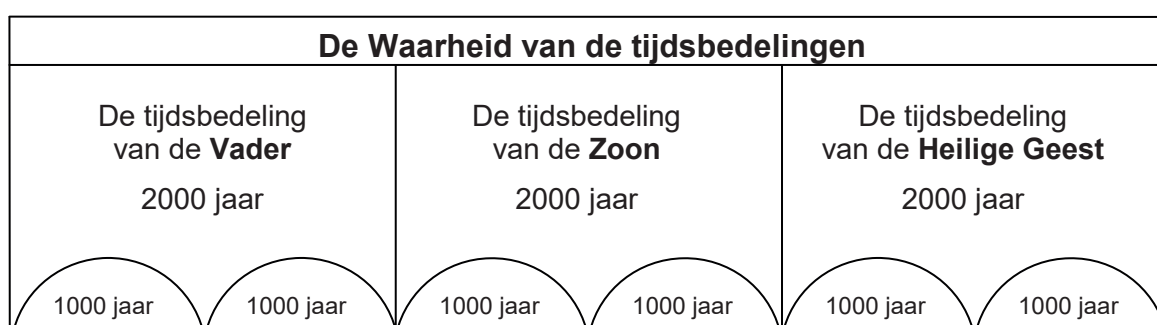 De Waarheid van de tijdsbedelingen
De tijdsbedeling
van de Vader
2000 jaar
De tijdsbedeling
van de Zoon
2000 jaar
De tijdsbedeling
van de Heilige Geest
2000 jaar
1000 jaar
1000 jaar
1000 jaar
1000 jaar
1000 jaar
1000 jaar